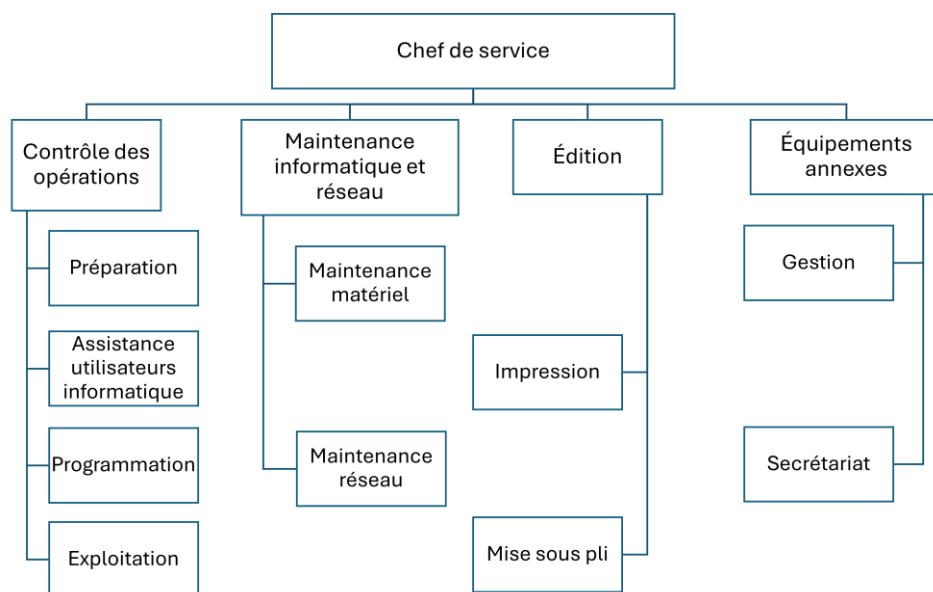 Chef de service
Contrôle des
opérations
Maintenance
informatique et
réseau
Édition
Équipements
annexes
Préparation
Assistance
utilisateurs
informatique
Programmation
Exploitation
Maintenance
matériel
Maintenance
réseau
Impression
Mise sous pli
Gestion
Secrétariat